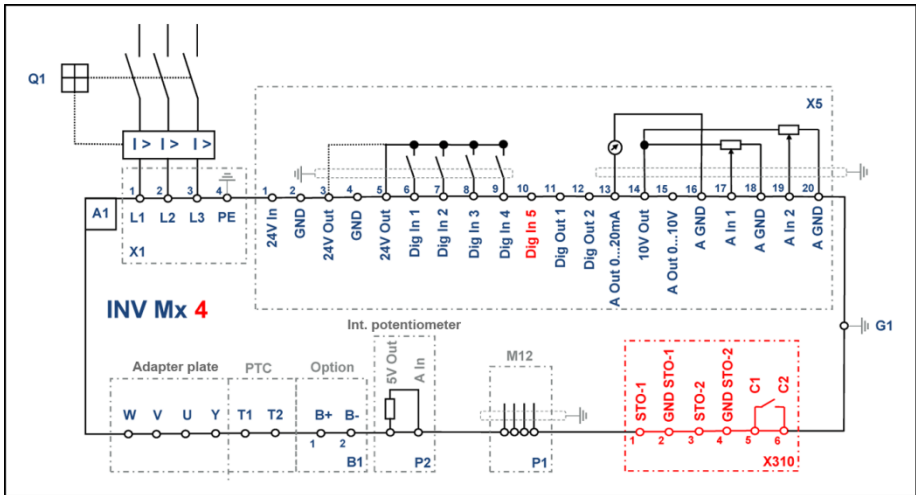 Q1
X5
I > I > I >
1 2 3 4 1 2 3 4 5 6 7 8 9 10 11 12 13 14 15 16 17 18 19 20
A1
L1 L2 L3 PE
X1
24V In
GND
24V Out
GND
24V Out
Dig In 1
Dig In 2
Dig In 3
Dig In 4
Dig In 5
Dig Out 1
Dig Out 2
A Out 0...20mA
10V Out
A Out 0...10V
A GND
A In 1
A GND
A In 2
A GND
INV Mx 4
G1
Int. potentiometer
Adapter plate PTC Option
5V Out
A In
M12
STO-1
GND STO-1
STO-2
GND STO-2
C1
C2
W V U Y T1 T2 B+ B-
1 2
1 2 3 4 5 6
B1 P2 P1 X310